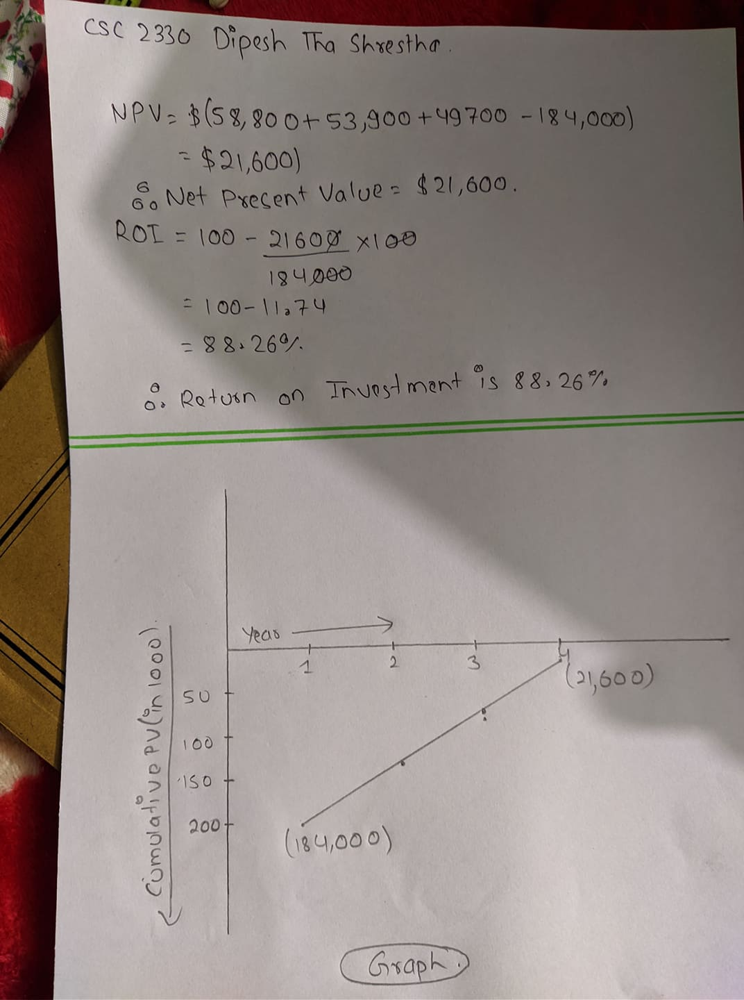 CSC 2330 Dipesh Tha Shrestha.
NPV = $(58,800 + 53,900 + 49700 - 184,000)
= $21,600)
∴ Net Present Value = $21,600.
ROI = 100 - 21600 × 100
184000
= 100 - 11.74
= 88.26%
∴ Return on Investment is 88.26%
Year
1 2 3 4
(21,600)
Cumulative PV (in 1000).
50
100
150
200
(184,000)
Graph.